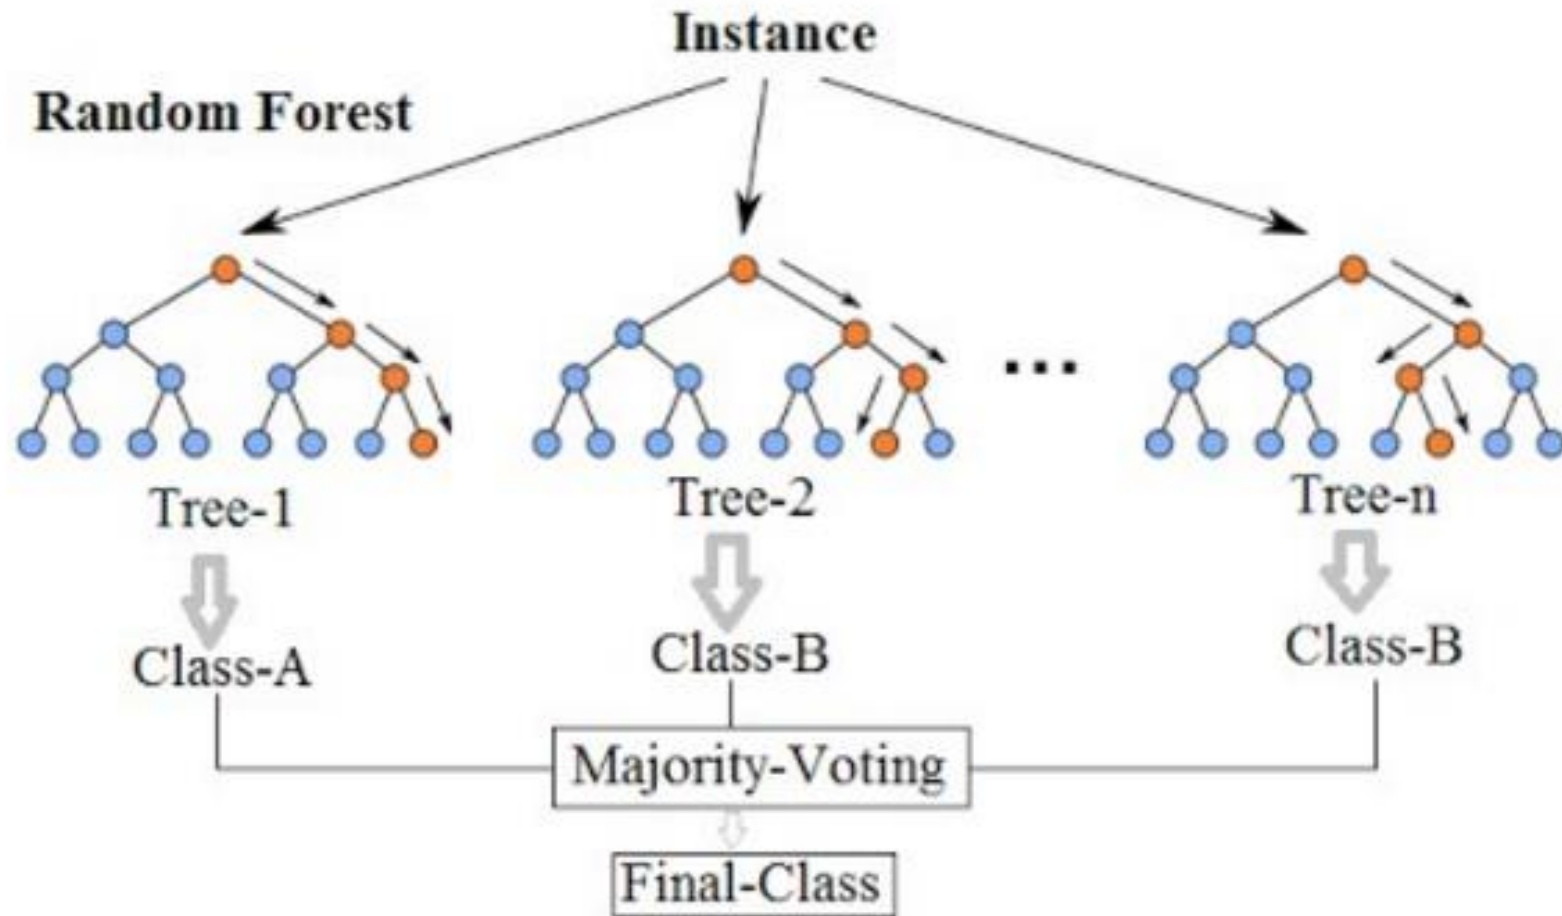 Instance
Random Forest
...
Tree-1
Tree-2
Tree-n
Class-A
Class-B
Class-B
Majority-Voting
Final-Class